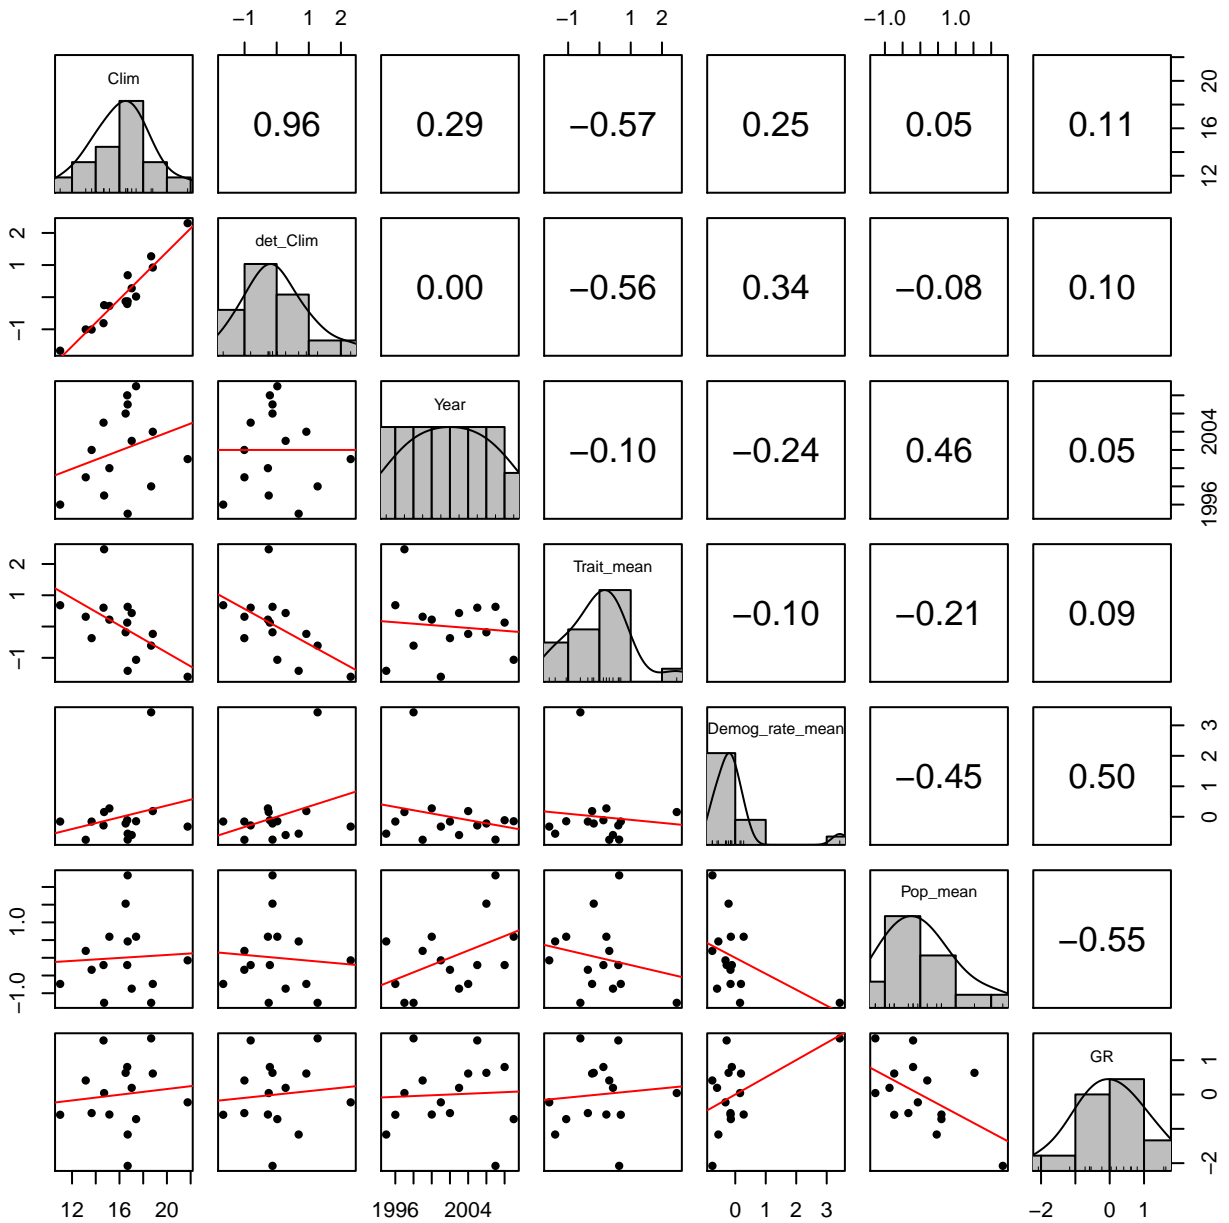 −1 1 2 −1 1 2 −1.0 1.0
Clim 0.96 0.29 −0.57 0.25 0.05 0.11 12 16 20
−1 1 2 det_Clim 0.00 −0.56 0.34 −0.08 0.10
Year −0.10 −0.24 0.46 0.05 1996 2004
−1 1 2 Trait_mean −0.10 −0.21 0.09
Demog_rate_mean −0.45 0.50 0 1 2 3
−1.0 1.0 Pop_mean −0.55
GR −2 0 1
12 16 20 1996 2004 0 1 2 3 −2 0 1